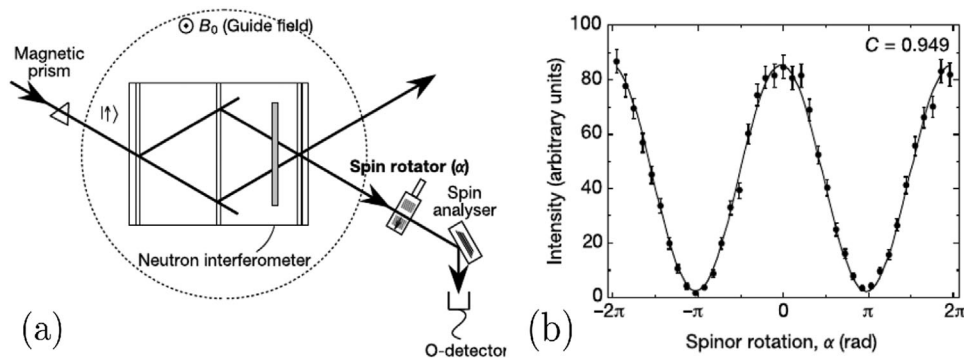 ⊙ B₀ (Guide field)
Magnetic
prism
|↑⟩
Spin rotator (α)
Spin
analyser
Neutron interferometer
O-detector
(a)
C = 0.949
Intensity (arbitrary units)
100
80
60
40
20
0
−2π
−π
0
π
2π
Spinor rotation, α (rad)
(b)